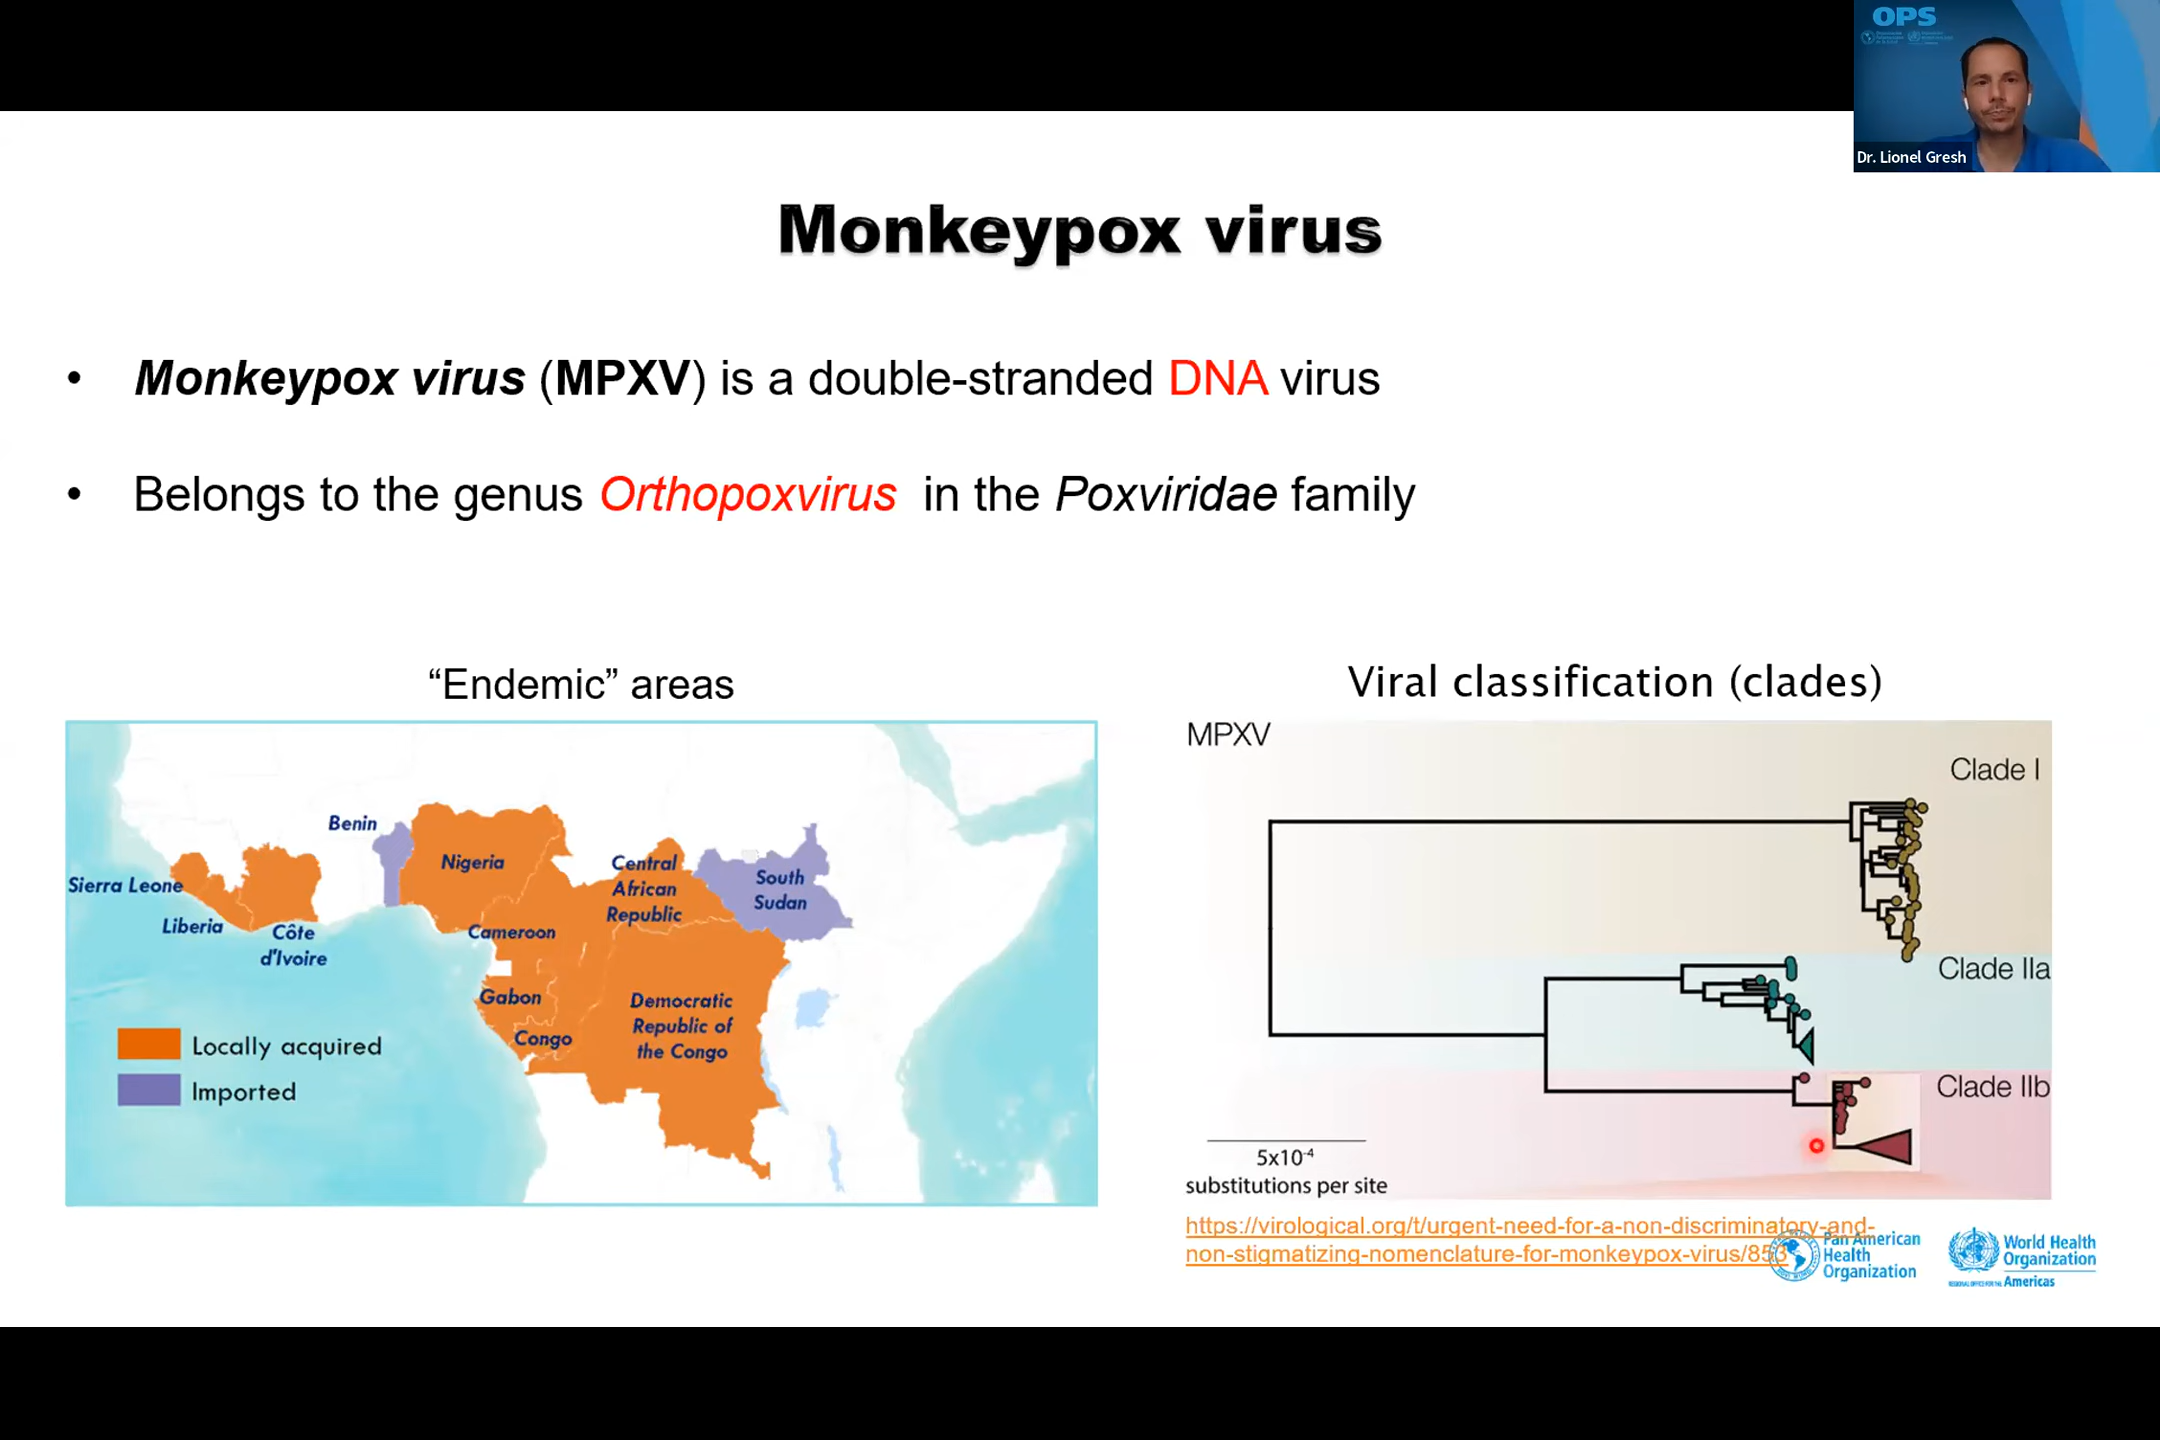 OPS
Dr. Lionel Gresh
Monkeypox virus
• Monkeypox virus (MPXV) is a double-stranded DNA virus
• Belongs to the genus Orthopoxvirus in the Poxviridae family
“Endemic” areas
Benin
Nigeria
Central
African
Republic
South
Sudan
Sierra Leone
Liberia
Côte
d'Ivoire
Cameroon
Gabon
Congo
Democratic
Republic of
the Congo
Locally acquired
Imported
Viral classification (clades)
MPXV
Clade I
Clade IIa
Clade IIb
5x10⁻⁴
substitutions per site
https://virological.org/t/urgent-need-for-a-non-discriminatory-and-
non-stigmatizing-nomenclature-for-monkeypox-virus/853
Pan American
Health
Organization
World Health
Organization
REGIONAL OFFICE FOR THE Americas